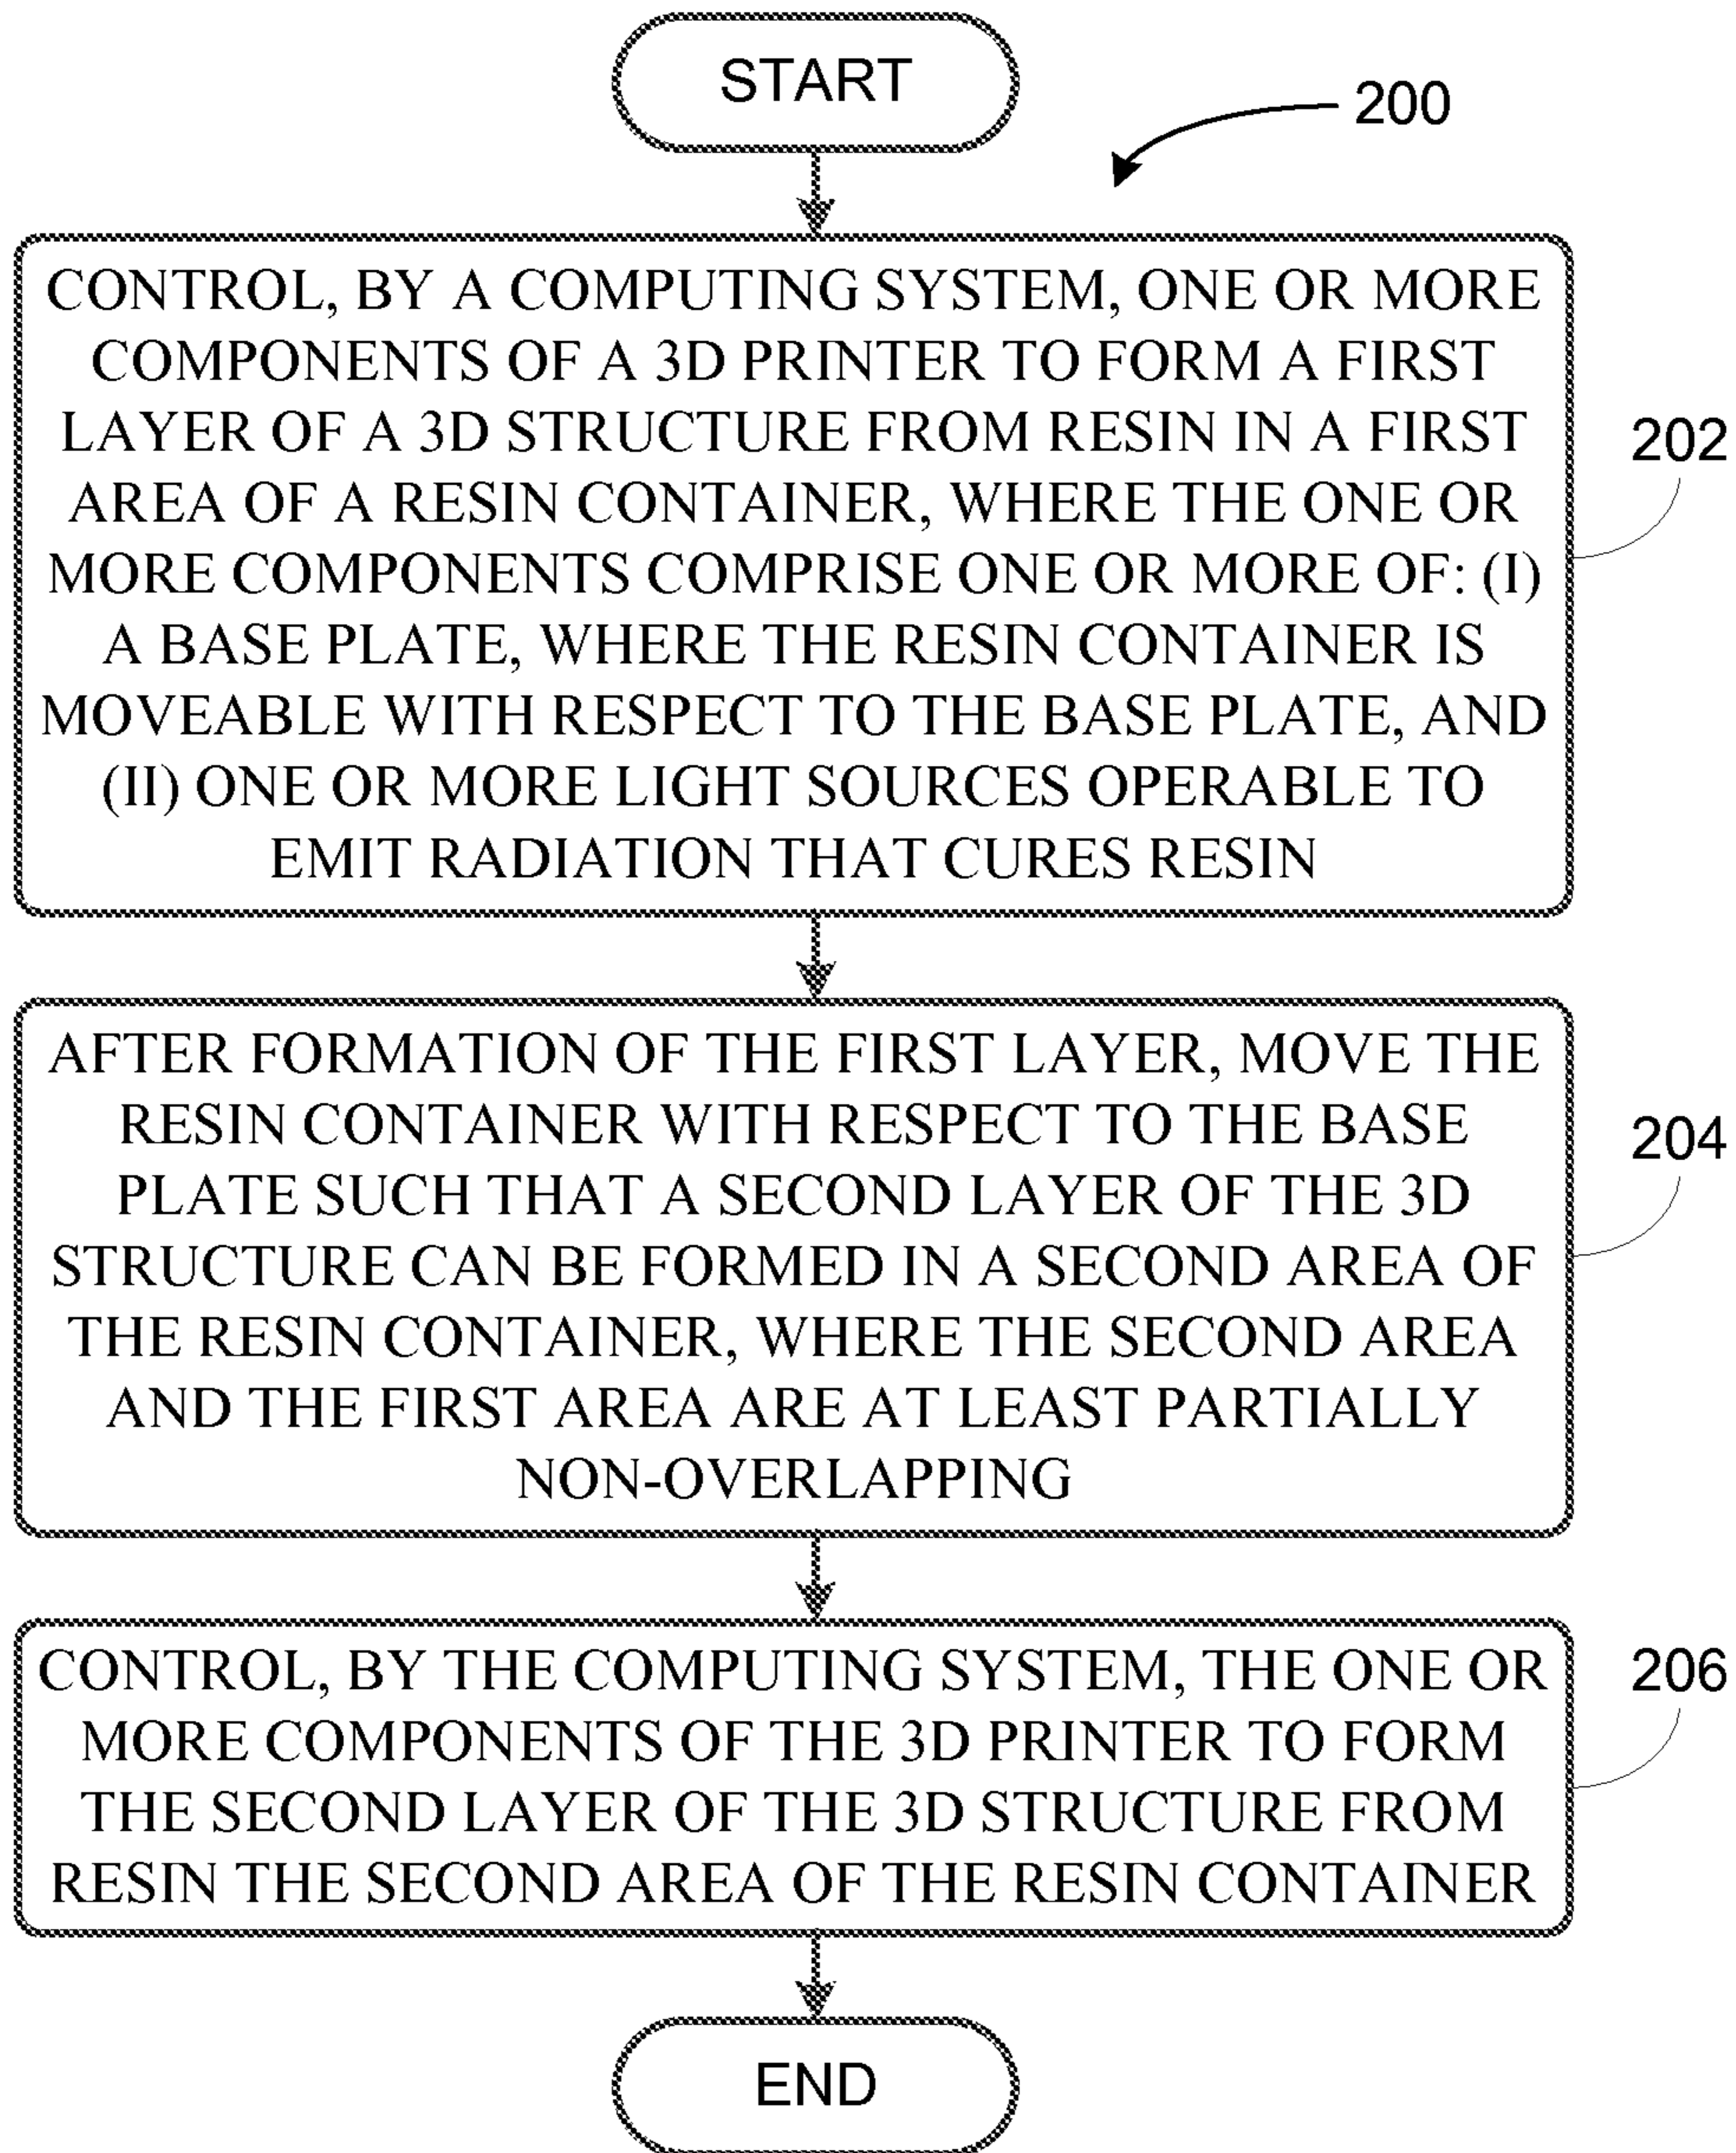 START
200
CONTROL, BY A COMPUTING SYSTEM, ONE OR MORE
COMPONENTS OF A 3D PRINTER TO FORM A FIRST
LAYER OF A 3D STRUCTURE FROM RESIN IN A FIRST
AREA OF A RESIN CONTAINER, WHERE THE ONE OR
MORE COMPONENTS COMPRISE ONE OR MORE OF: (I)
A BASE PLATE, WHERE THE RESIN CONTAINER IS
MOVEABLE WITH RESPECT TO THE BASE PLATE, AND
(II) ONE OR MORE LIGHT SOURCES OPERABLE TO
EMIT RADIATION THAT CURES RESIN
202
AFTER FORMATION OF THE FIRST LAYER, MOVE THE
RESIN CONTAINER WITH RESPECT TO THE BASE
PLATE SUCH THAT A SECOND LAYER OF THE 3D
STRUCTURE CAN BE FORMED IN A SECOND AREA OF
THE RESIN CONTAINER, WHERE THE SECOND AREA
AND THE FIRST AREA ARE AT LEAST PARTIALLY
NON-OVERLAPPING
204
CONTROL, BY THE COMPUTING SYSTEM, THE ONE OR
MORE COMPONENTS OF THE 3D PRINTER TO FORM
THE SECOND LAYER OF THE 3D STRUCTURE FROM
RESIN THE SECOND AREA OF THE RESIN CONTAINER
206
END